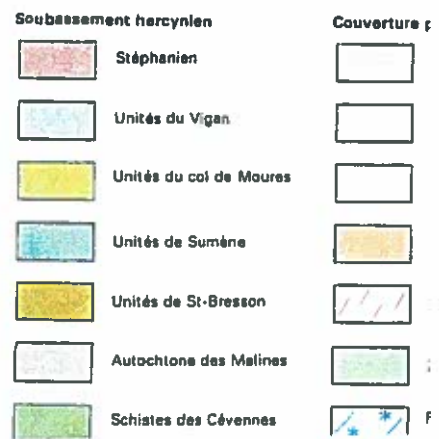 Soubassement hercynien
Stéphanien
Unités du Vigan
Unités du col de Moures
Unités de Sumène
Unités de St-Bresson
Autochtone des Malines
Schistes des Cévennes
Couverture